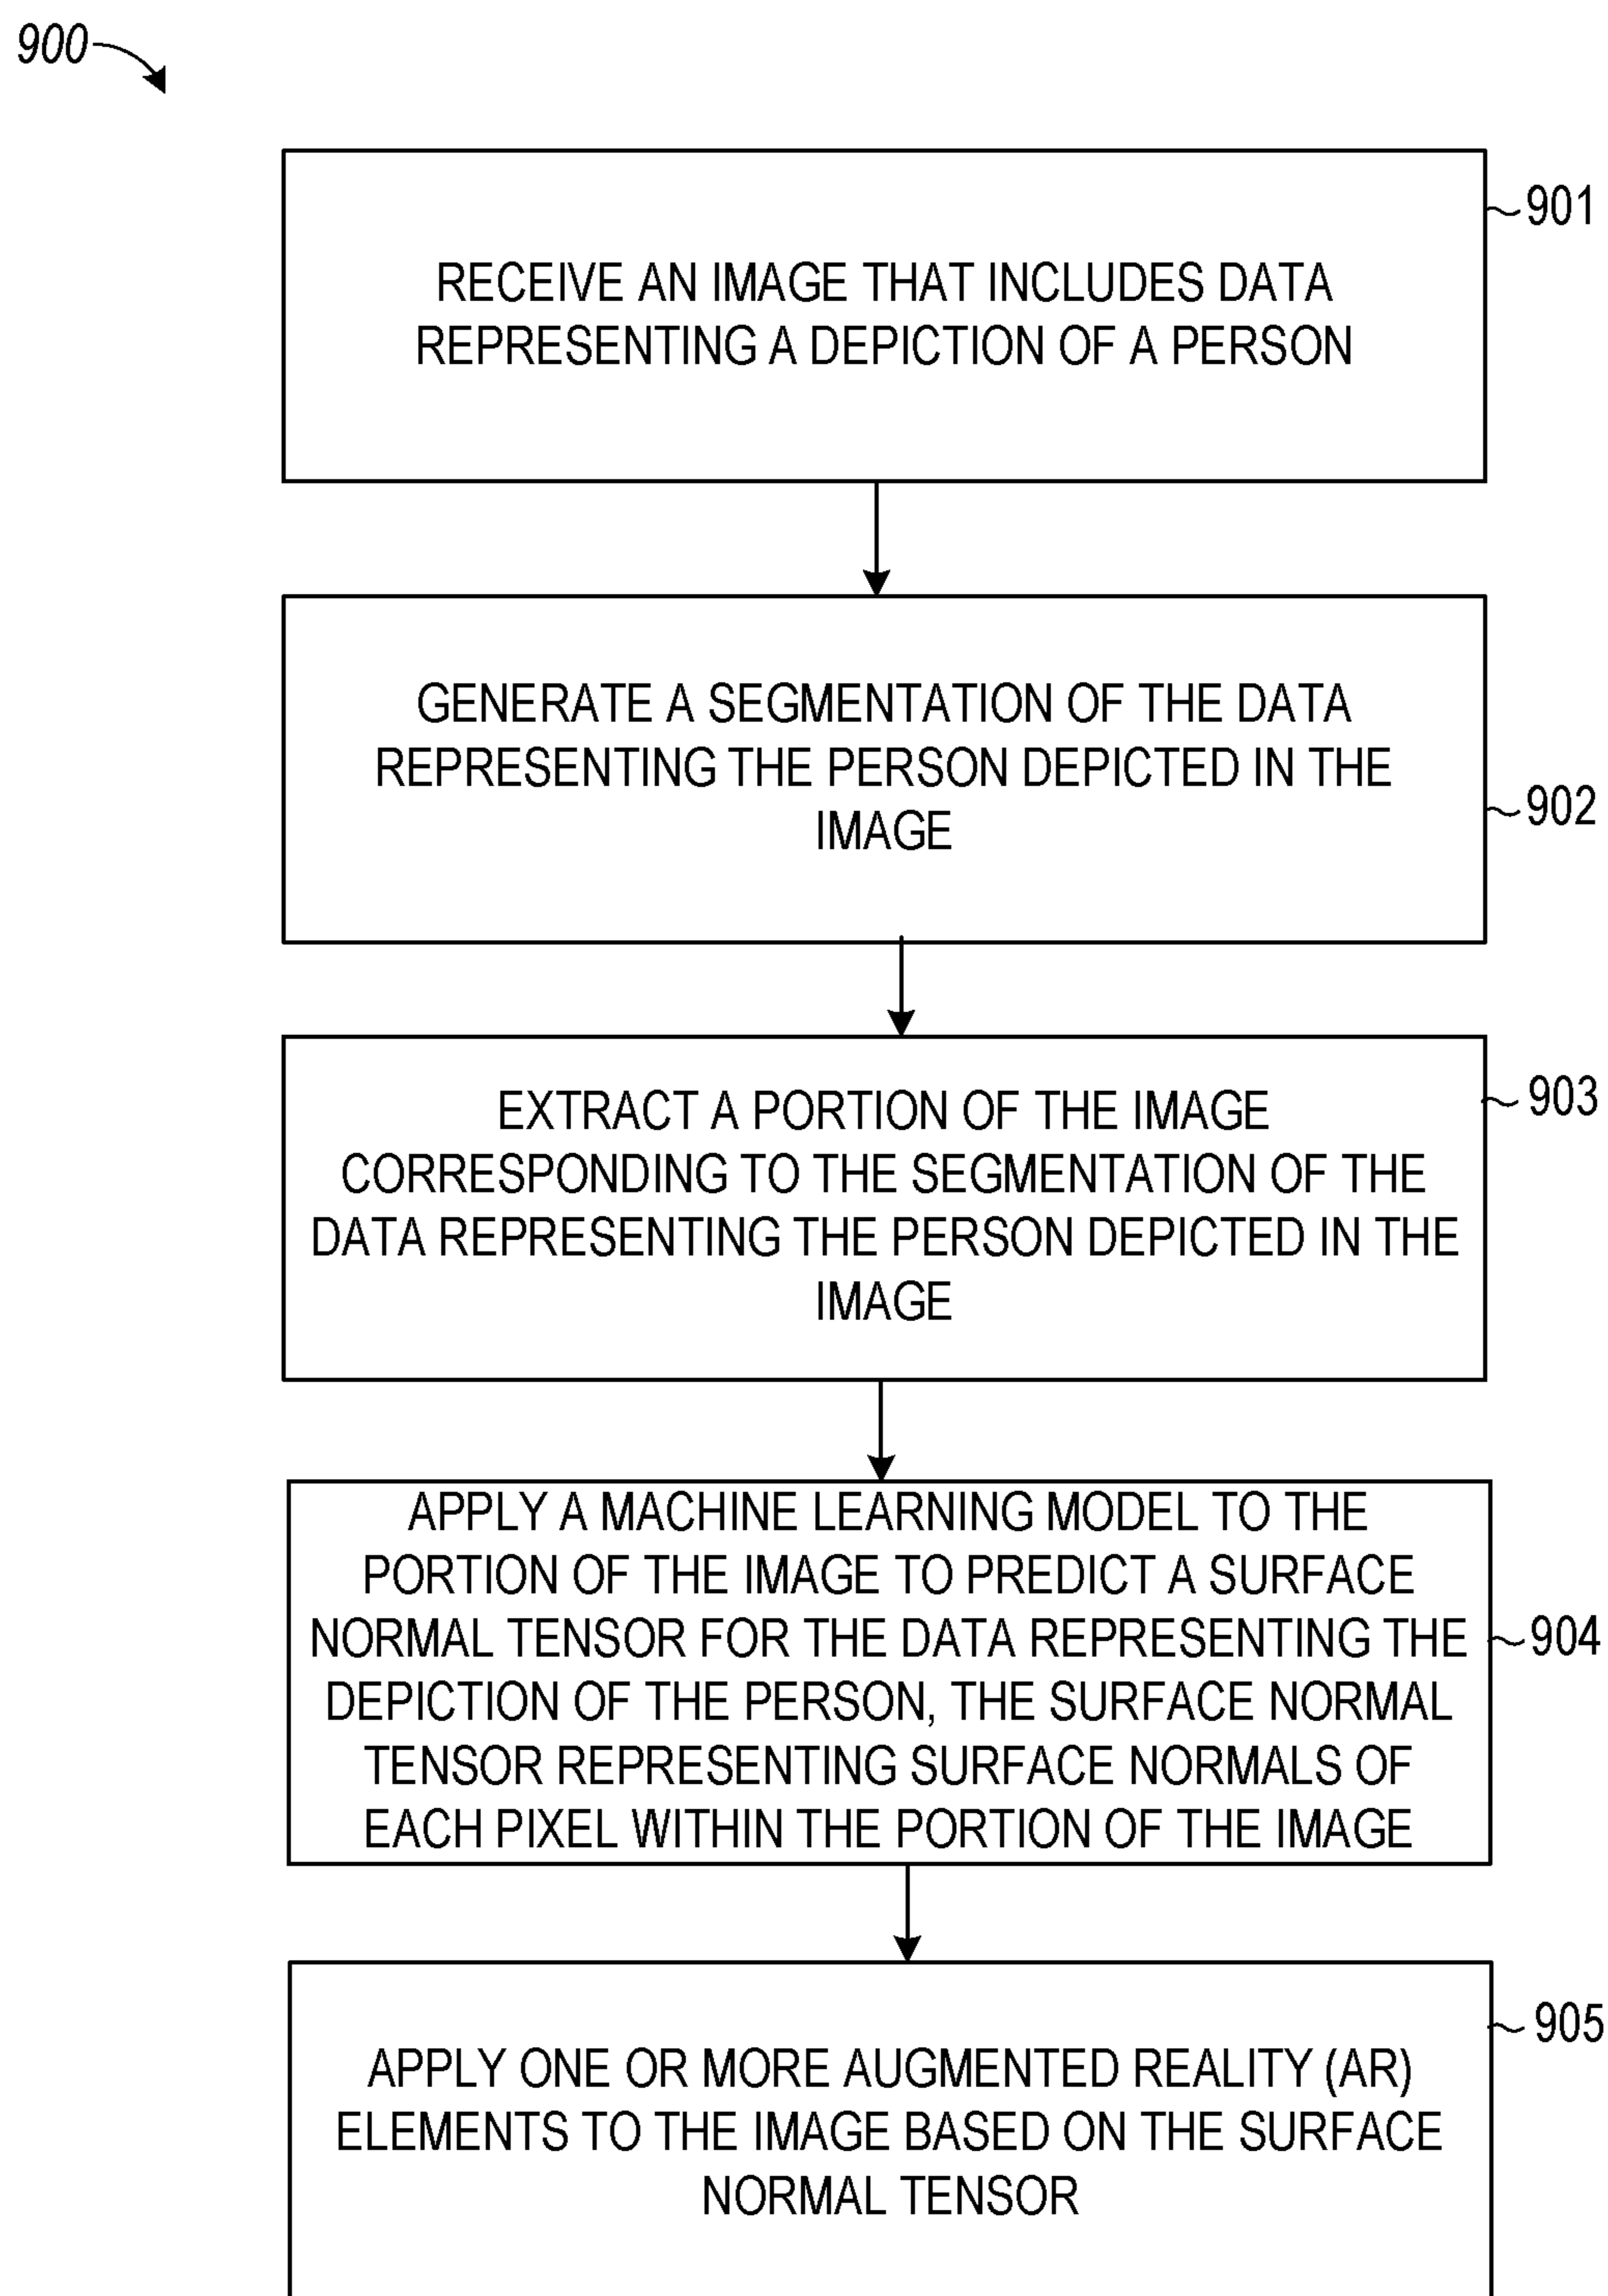 900
901
RECEIVE AN IMAGE THAT INCLUDES DATA
REPRESENTING A DEPICTION OF A PERSON
GENERATE A SEGMENTATION OF THE DATA
REPRESENTING THE PERSON DEPICTED IN THE
IMAGE
902
903
EXTRACT A PORTION OF THE IMAGE
CORRESPONDING TO THE SEGMENTATION OF THE
DATA REPRESENTING THE PERSON DEPICTED IN THE
IMAGE
APPLY A MACHINE LEARNING MODEL TO THE
PORTION OF THE IMAGE TO PREDICT A SURFACE
NORMAL TENSOR FOR THE DATA REPRESENTING THE
904
DEPICTION OF THE PERSON, THE SURFACE NORMAL
TENSOR REPRESENTING SURFACE NORMALS OF
EACH PIXEL WITHIN THE PORTION OF THE IMAGE
905
APPLY ONE OR MORE AUGMENTED REALITY (AR)
ELEMENTS TO THE IMAGE BASED ON THE SURFACE
NORMAL TENSOR